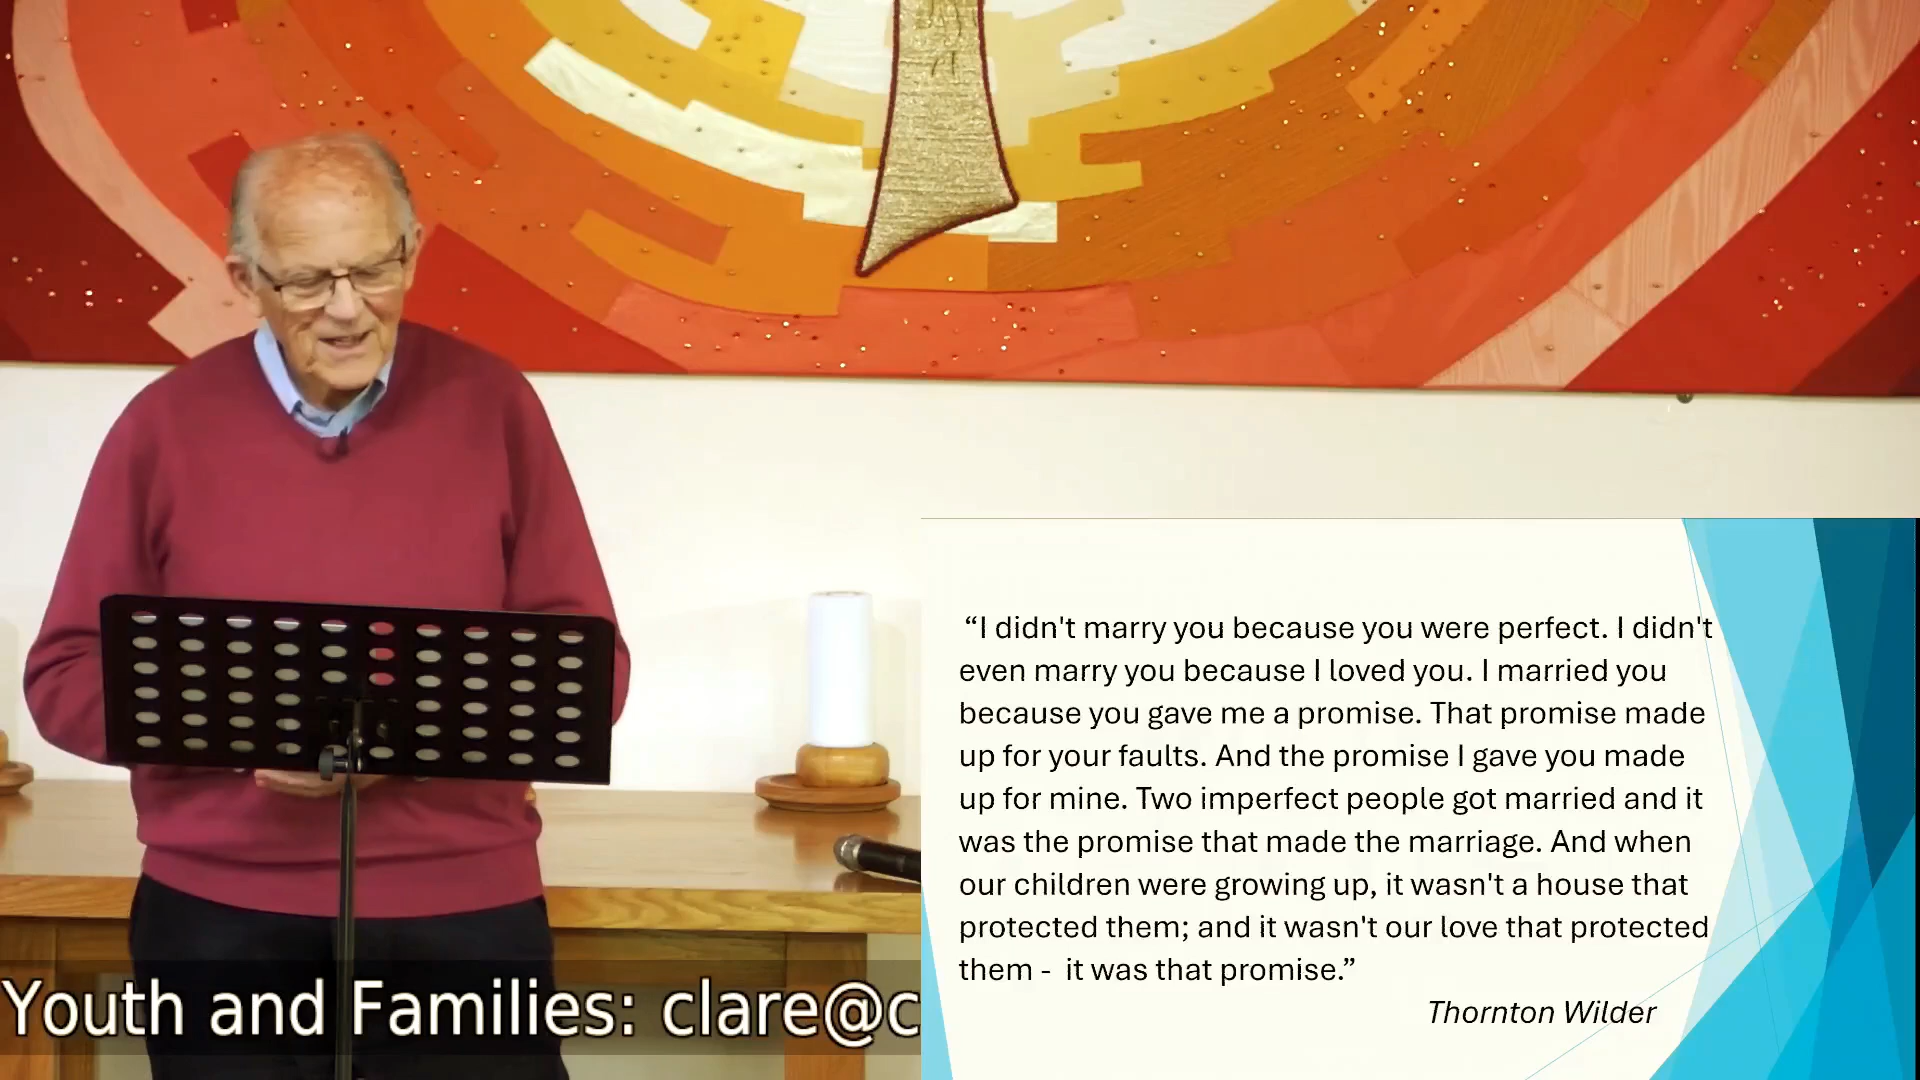 “I didn't marry you because you were perfect. I didn't
even marry you because I loved you. I married you
because you gave me a promise. That promise made
up for your faults. And the promise I gave you made
up for mine. Two imperfect people got married and it
was the promise that made the marriage. And when
our children were growing up, it wasn't a house that
protected them; and it wasn't our love that protected
them -  it was that promise.”
Thornton Wilder
Youth and Families: clare@c